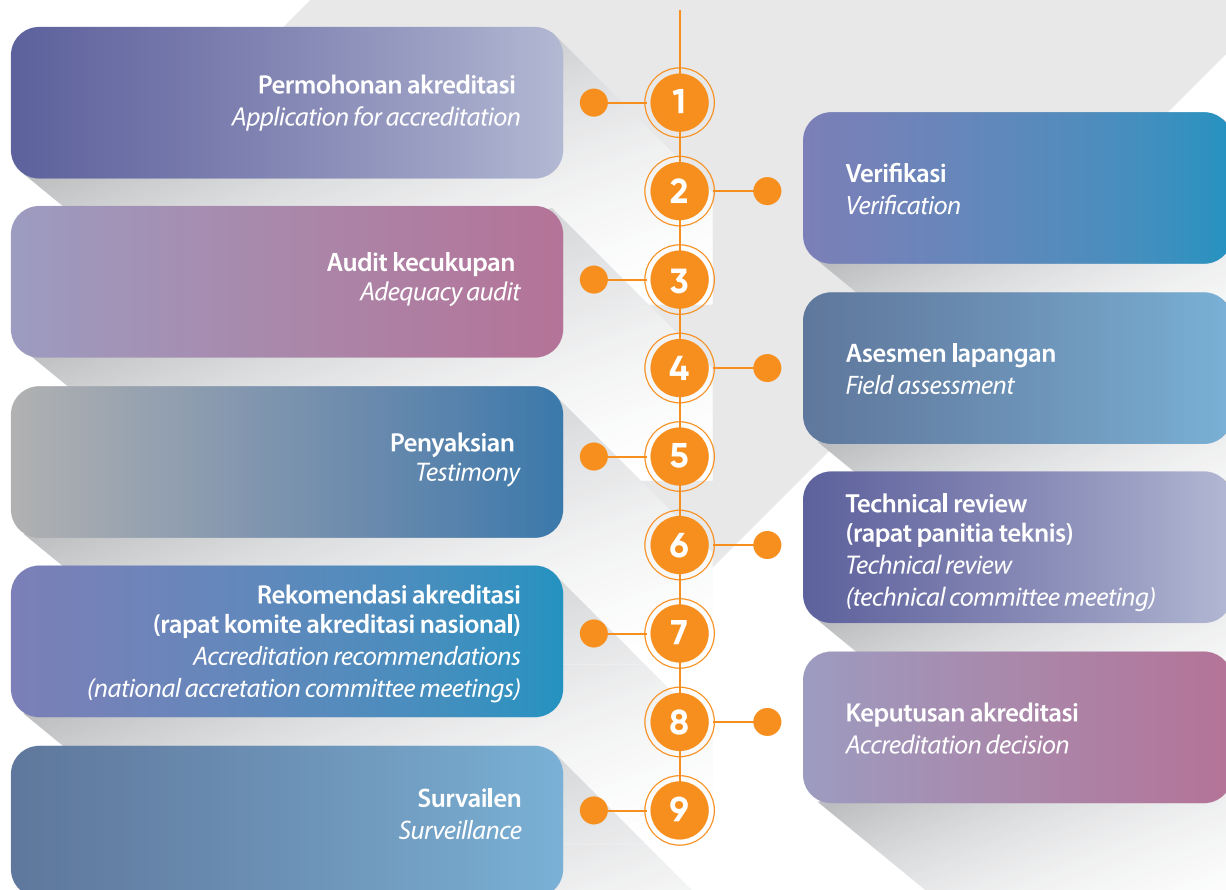 1
Permohonan akreditasi
Application for accreditation
2
Verifikasi
Verification
3
Audit kecukupan
Adequacy audit
4
Asesmen lapangan
Field assessment
5
Penyaksian
Testimony
6
Technical review
(rapat panitia teknis)
Technical review
(technical committee meeting)
7
Rekomendasi akreditasi
(rapat komite akreditasi nasional)
Accreditation recommendations
(national accretation committee meetings)
8
Keputusan akreditasi
Accreditation decision
9
Survailen
Surveillance